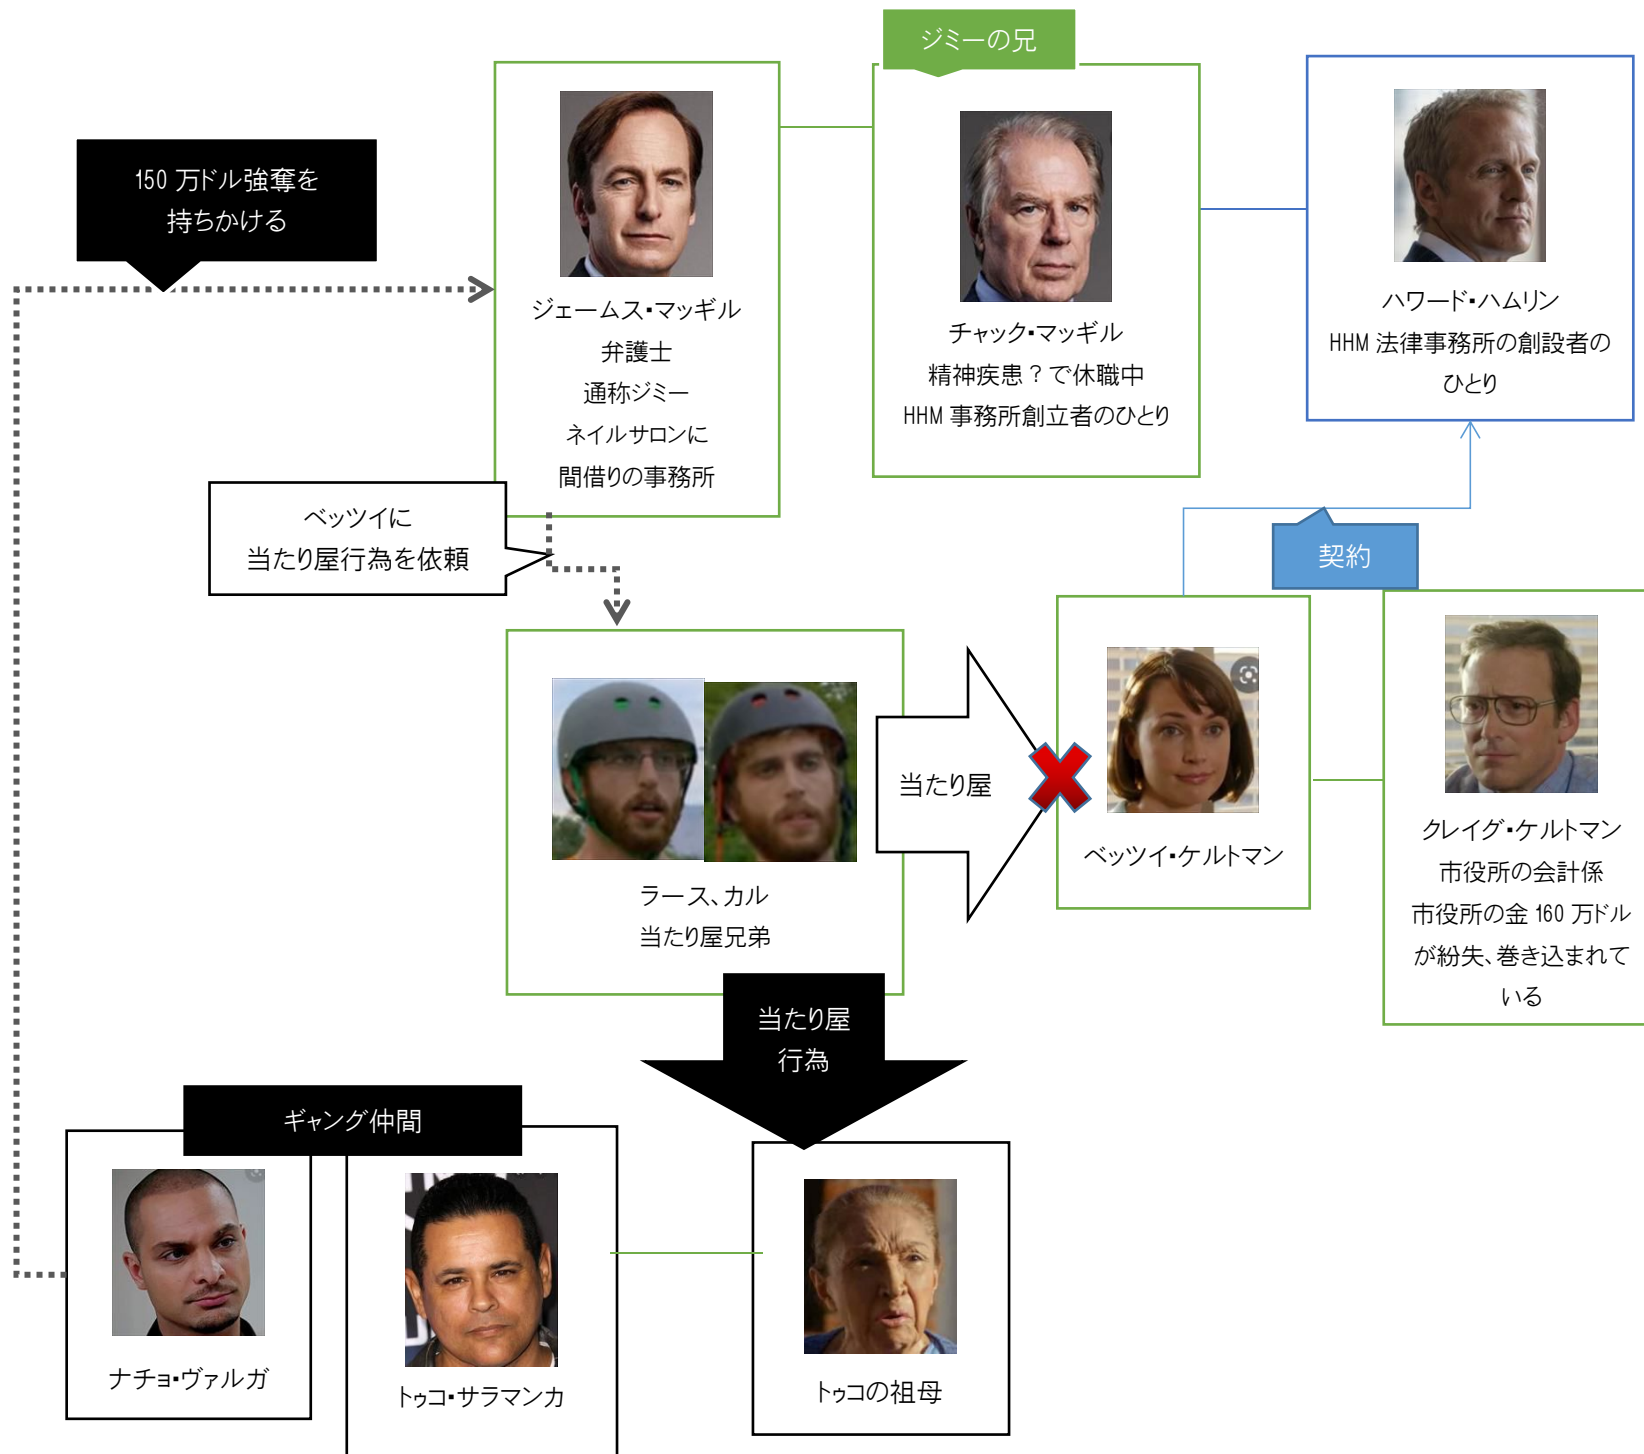 ジミーの兄
150 万ドル強奪を
持ちかける
ジェームス・マッギル
弁護士
通称ジミー
ネイルサロンに
間借りの事務所
チャック・マッギル
精神疾患？で休職中
HHM 事務所創立者のひとり
ハワード・ハムリン
HHM 法律事務所の創設者の
ひとり
ベッツイに
当たり屋行為を依頼
契約
ラース、カル
当たり屋兄弟
当たり屋
ベッツイ・ケルトマン
クレイグ・ケルトマン
市役所の会計係
市役所の金 160 万ドル
が紛失、巻き込まれて
いる
当たり屋
行為
ギャング仲間
ナチョ・ヴァルガ
トゥコ・サラマンカ
トゥコの祖母